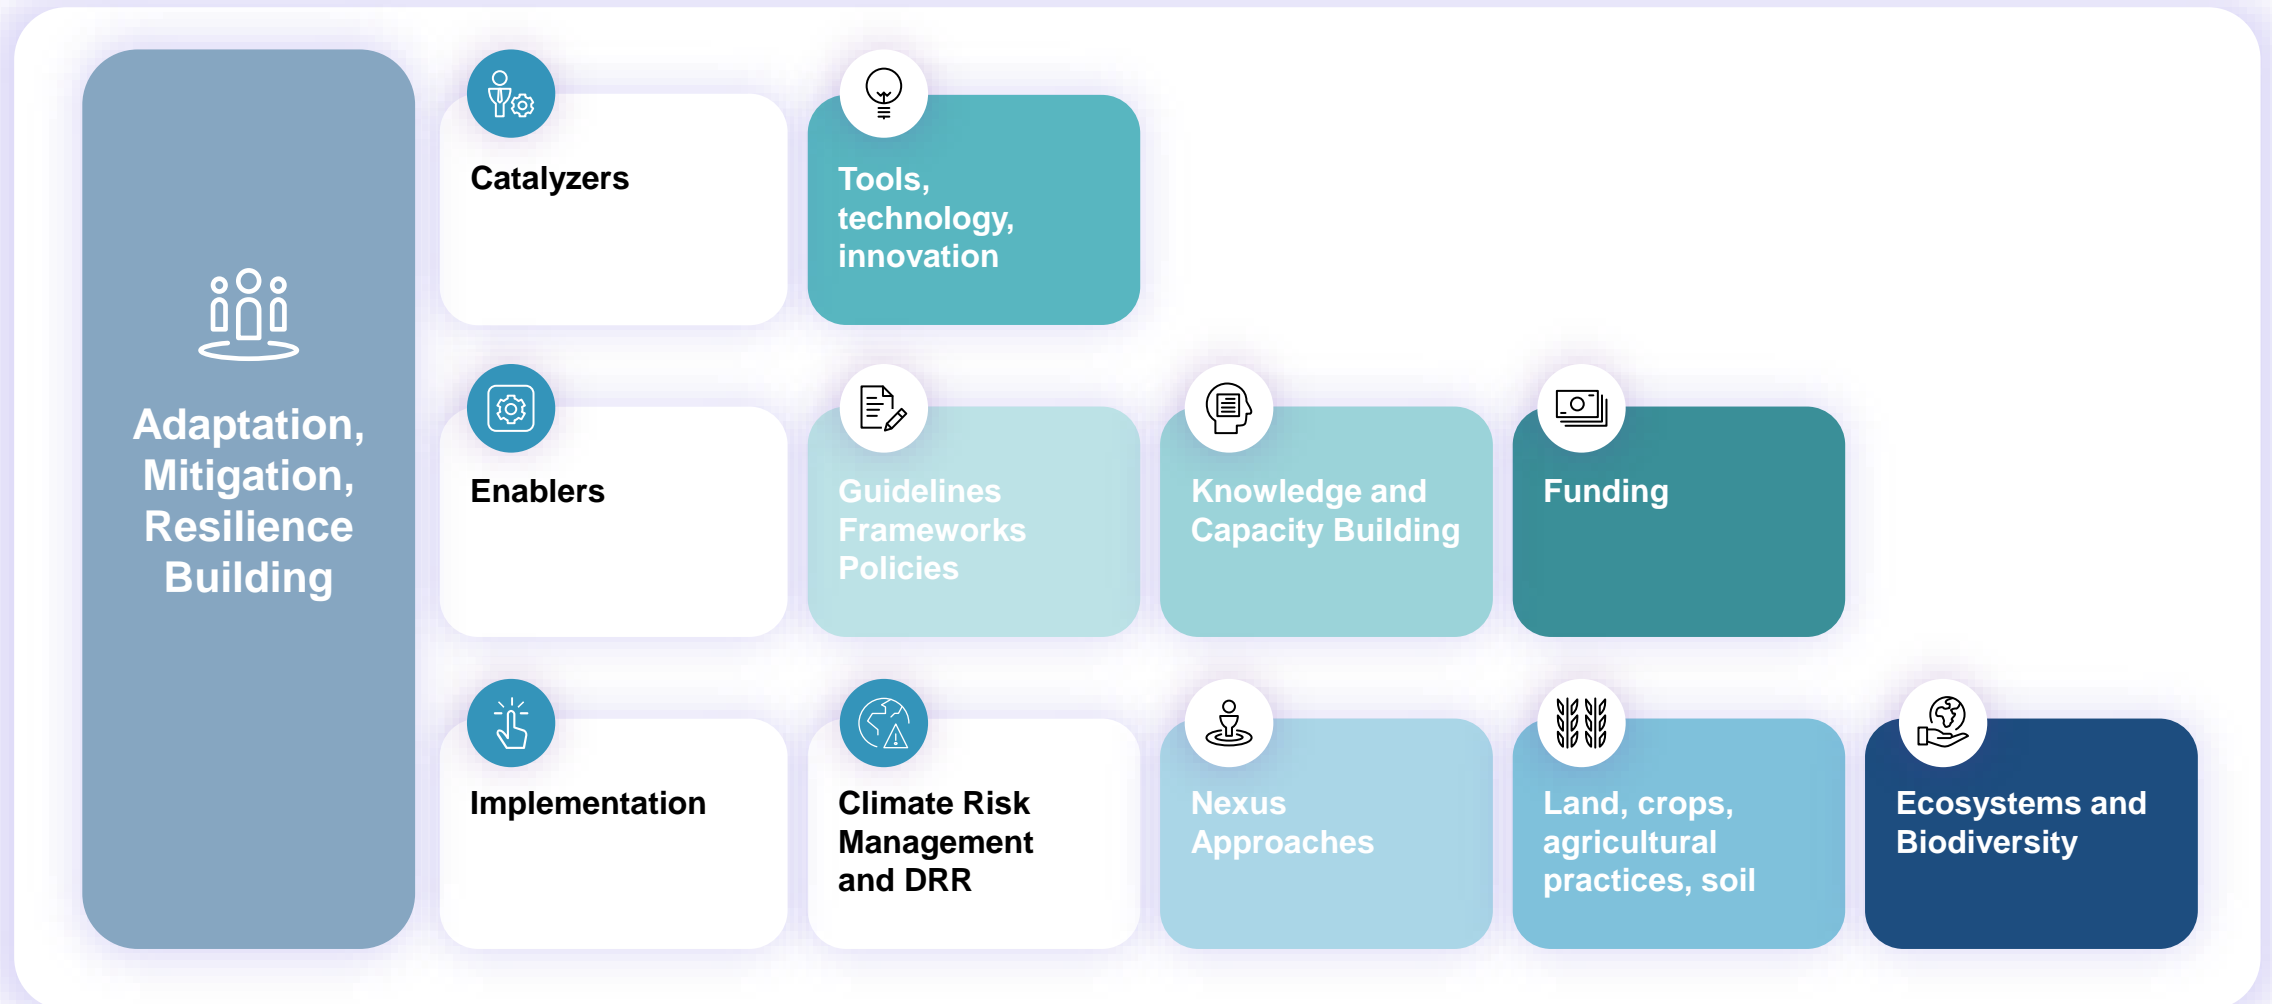 Adaptation,
Mitigation,
Resilience
Building
Catalyzers
Tools,
technology,
innovation
Enablers
Guidelines
Frameworks
Policies
Knowledge and
Capacity Building
Funding
Implementation
Climate Risk
Management
and DRR
Nexus
Approaches
Land, crops,
agricultural
practices, soil
Ecosystems and
Biodiversity